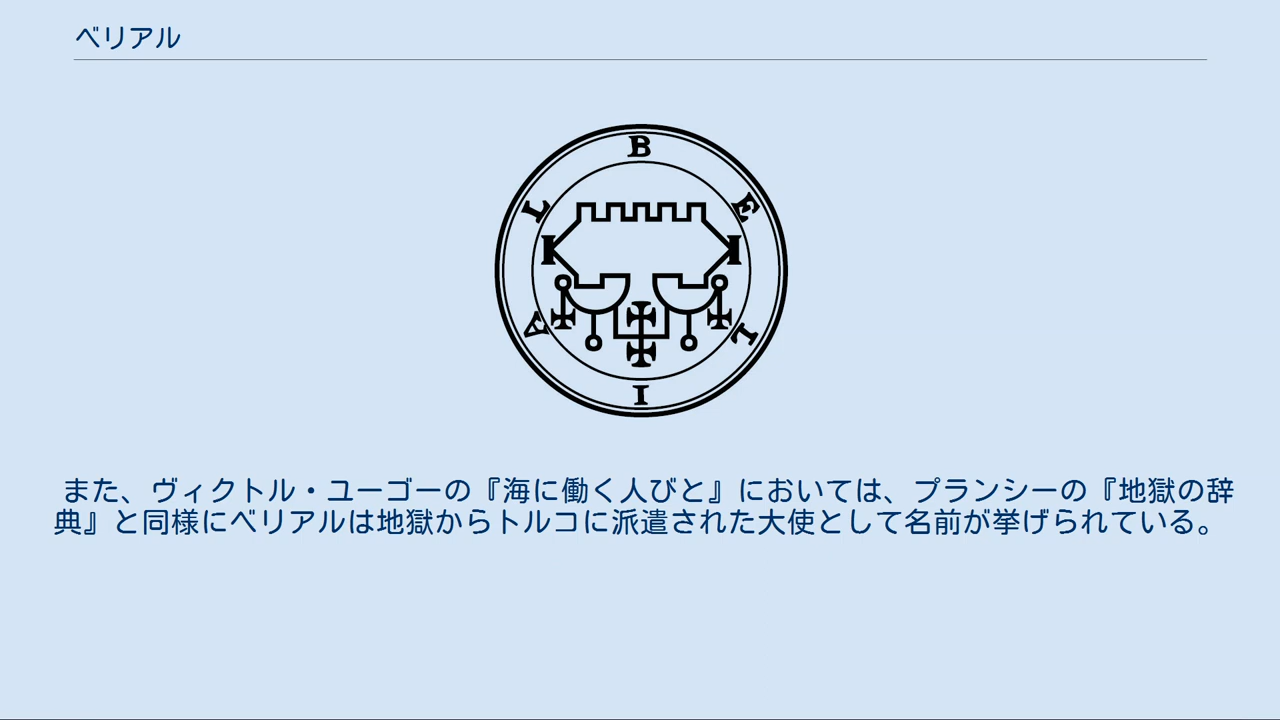 ベリアル
B E L I A L
また、ヴィクトル・ユーゴーの『海に働く人びと』においては、プランシーの『地獄の辞
典』と同様にベリアルは地獄からトルコに派遣された大使として名前が挙げられている。